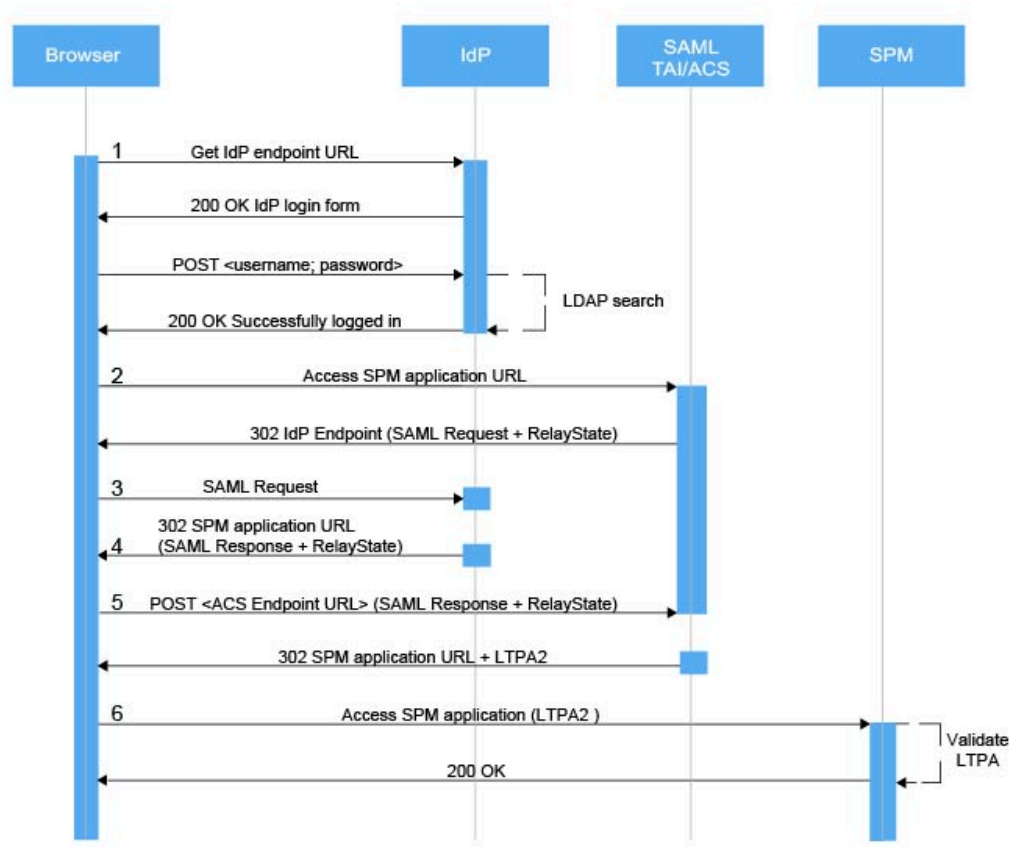 Browser
IdP
SAML
TAI/ACS
SPM
1
Get IdP endpoint URL
200 OK IdP login form
POST <username; password>
LDAP search
200 OK Successfully logged in
2
Access SPM application URL
302 IdP Endpoint (SAML Request + RelayState)
3
SAML Request
302 SPM application URL
4
(SAML Response + RelayState)
5
POST <ACS Endpoint URL> (SAML Response + RelayState)
302 SPM application URL + LTPA2
6
Access SPM application (LTPA2 )
Validate
LTPA
200 OK